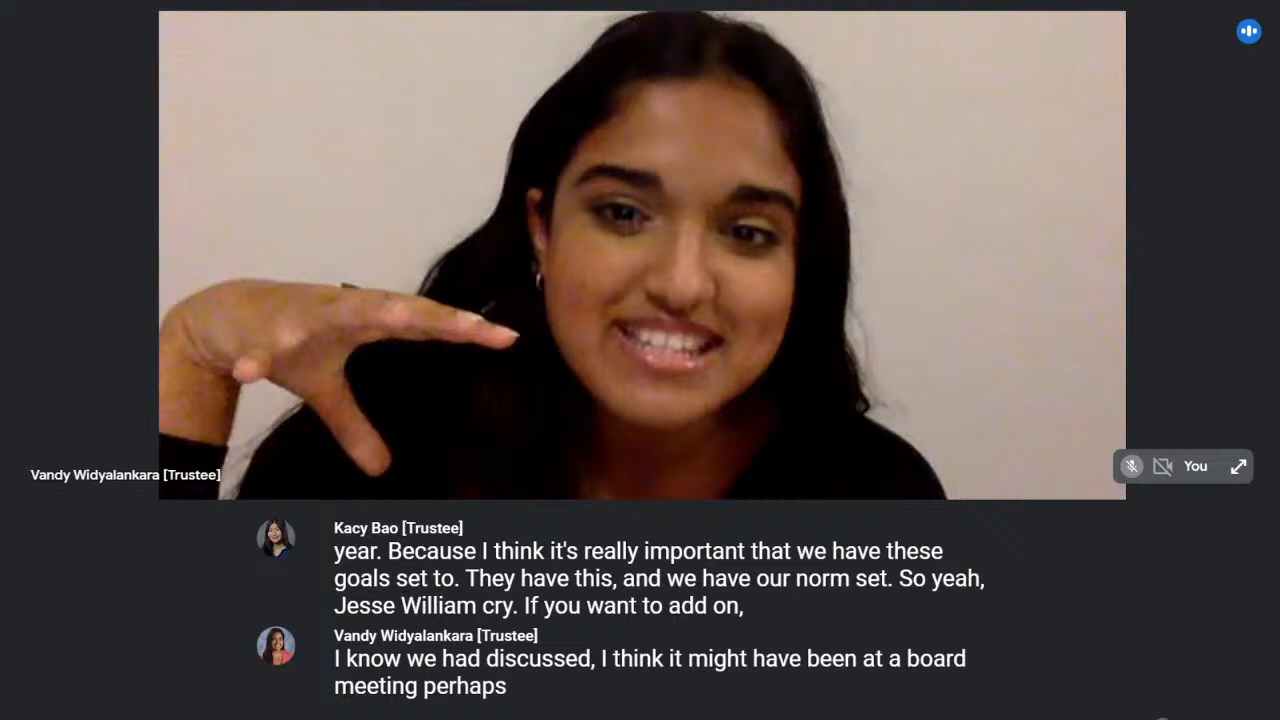 Vandy Widyalankara [Trustee]
You
Kacy Bao [Trustee]
year. Because I think it's really important that we have these
goals set to. They have this, and we have our norm set. So yeah,
Jesse William cry. If you want to add on,
Vandy Widyalankara [Trustee]
I know we had discussed, I think it might have been at a board
meeting perhaps